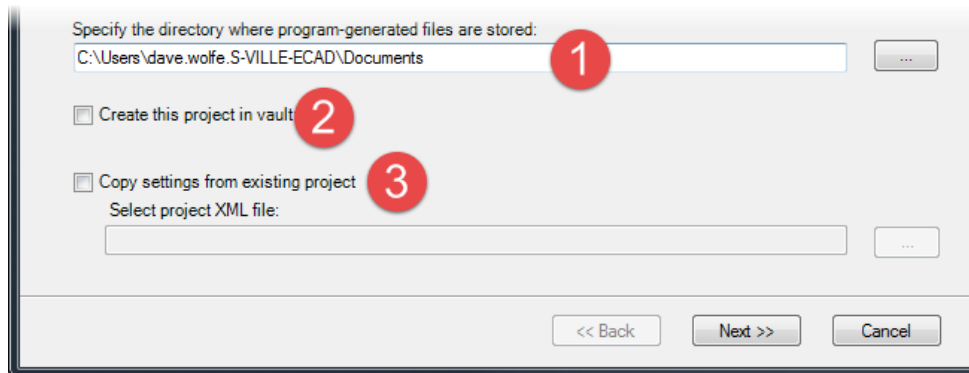 Specify the directory where program-generated files are stored:
C:\Users\dave.wolfe.S-VILLE-ECAD\Documents
1
...
Create this project in vault
2
Copy settings from existing project
3
Select project XML file:
...
<< Back
Next >>
Cancel